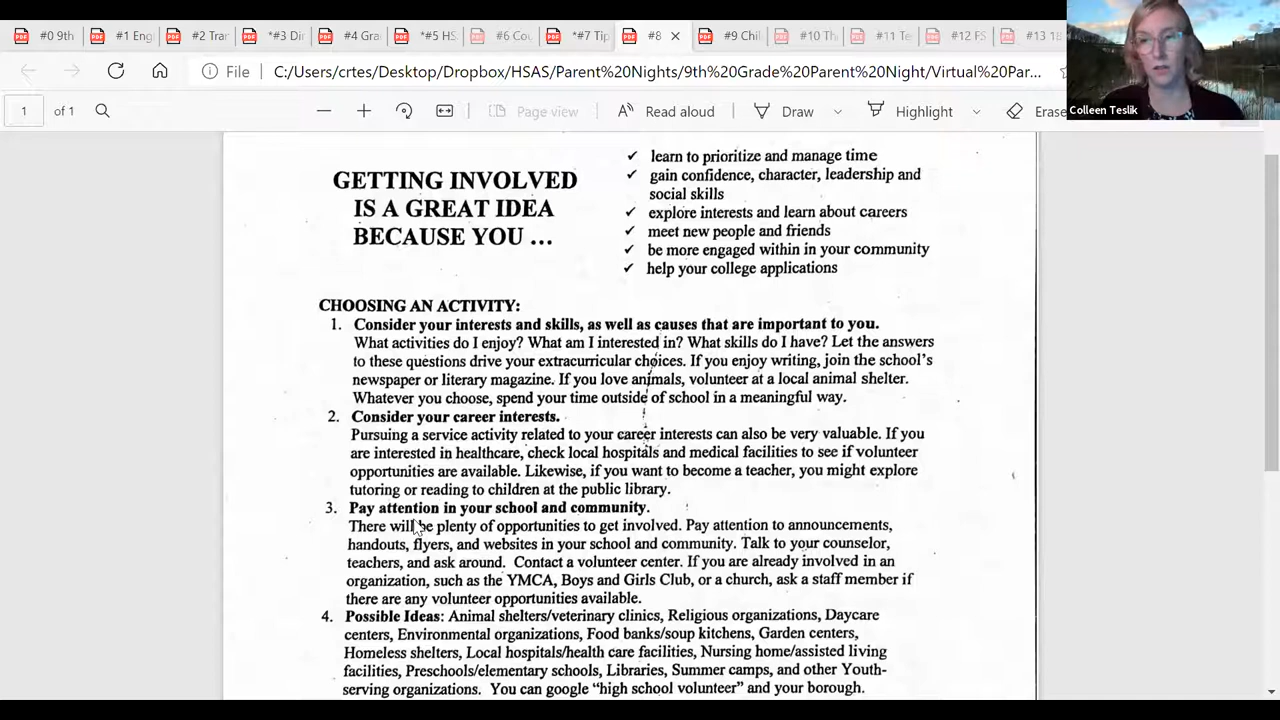 #0 9th
#1 Eng
#2 Tran
*#3 Dir
#4 Gra
*#5 HS
#6 Cou
*#7 Tip
#8
#9 Chil
#10 Th
#11 Te
#12 FS
#13 18
File
C:/Users/crtes/Desktop/Dropbox/HSAS/Parent%20Nights/9th%20Grade%20Parent%20Night/Virtual%20Par...
1 of 1
Page view
Read aloud
Draw
Highlight
Erase
Colleen Teslik
GETTING INVOLVED
IS A GREAT IDEA
BECAUSE YOU ...
✓ learn to prioritize and manage time
✓ gain confidence, character, leadership and
social skills
✓ explore interests and learn about careers
✓ meet new people and friends
✓ be more engaged within in your community
✓ help your college applications
CHOOSING AN ACTIVITY:
1. Consider your interests and skills, as well as causes that are important to you.
What activities do I enjoy? What am I interested in? What skills do I have? Let the answers
to these questions drive your extracurricular choices. If you enjoy writing, join the school's
newspaper or literary magazine. If you love animals, volunteer at a local animal shelter.
Whatever you choose, spend your time outside of school in a meaningful way.
2. Consider your career interests.
Pursuing a service activity related to your career interests can also be very valuable. If you
are interested in healthcare, check local hospitals and medical facilities to see if volunteer
opportunities are available. Likewise, if you want to become a teacher, you might explore
tutoring or reading to children at the public library.
3. Pay attention in your school and community.
There will be plenty of opportunities to get involved. Pay attention to announcements,
handouts, flyers, and websites in your school and community. Talk to your counselor,
teachers, and ask around. Contact a volunteer center. If you are already involved in an
organization, such as the YMCA, Boys and Girls Club, or a church, ask a staff member if
there are any volunteer opportunities available.
4. Possible Ideas: Animal shelters/veterinary clinics, Religious organizations, Daycare
centers, Environmental organizations, Food banks/soup kitchens, Garden centers,
Homeless shelters, Local hospitals/health care facilities, Nursing home/assisted living
facilities, Preschools/elementary schools, Libraries, Summer camps, and other Youth-
serving organizations. You can google "high school volunteer" and your borough.